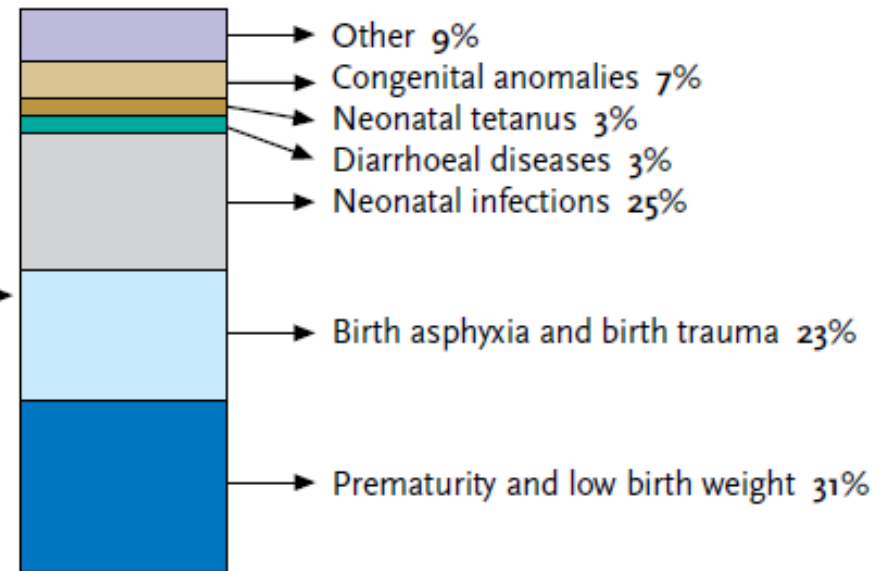 Other 9%
Congenital anomalies 7%
Neonatal tetanus 3%
Diarrhoeal diseases 3%
Neonatal infections 25%
Birth asphyxia and birth trauma 23%
Prematurity and low birth weight 31%